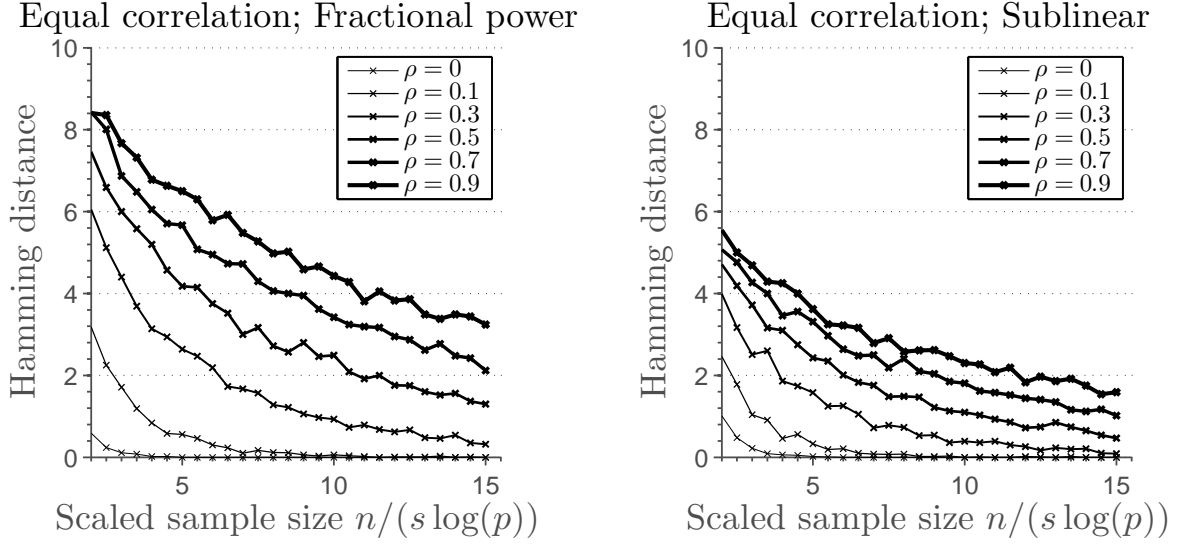 Equal correlation; Fractional power
10
8
6
4
2
0
5
10
15
Hamming distance
Scaled sample size n/(s log(p))
ρ = 0
ρ = 0.1
ρ = 0.3
ρ = 0.5
ρ = 0.7
ρ = 0.9
Equal correlation; Sublinear
10
8
6
4
2
0
5
10
15
Hamming distance
Scaled sample size n/(s log(p))
ρ = 0
ρ = 0.1
ρ = 0.3
ρ = 0.5
ρ = 0.7
ρ = 0.9